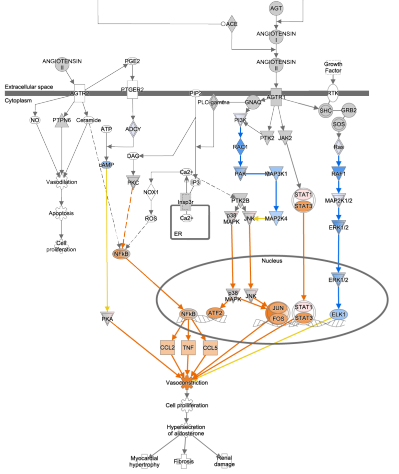 AGT
ACE
ANGIOTENSIN
I
ANGIOTENSIN
II
PGE2
ANGIOTENSIN
II
Growth
Factor
Extracellular space
Cytoplasm
AGTR2
PTGER2
PIP2
AGTR1
RTK
PLCgamma
GNAQ
SHC
GRB2
NO
PTPN6
Ceramide
ATP
ADCY
PI3K
PTK2
JAK2
SOS
RAC1
Ras
DAG
cAMP
Ca2+
IP3
PAK
MAP3K1
RAF1
Vasodilation
PKC
NOX1
Insp3r
PTK2B
STAT1
STAT3
MAP2K1/2
Ca2+
p38
MAPK
JNK
MAP2K4
Apoptosis
ROS
ER
ERK1/2
Cell
proliferation
NFkB
Nucleus
ERK1/2
p38
MAPK
JNK
PKA
NFkB
ATF2
JUN
FOS
STAT1
STAT3
ELK1
CCL2
TNF
CCL5
Vasoconstriction
Cell proliferation
Hypersecretion
of aldosterone
Myocardial
hypertrophy
Fibrosis
Renal
damage